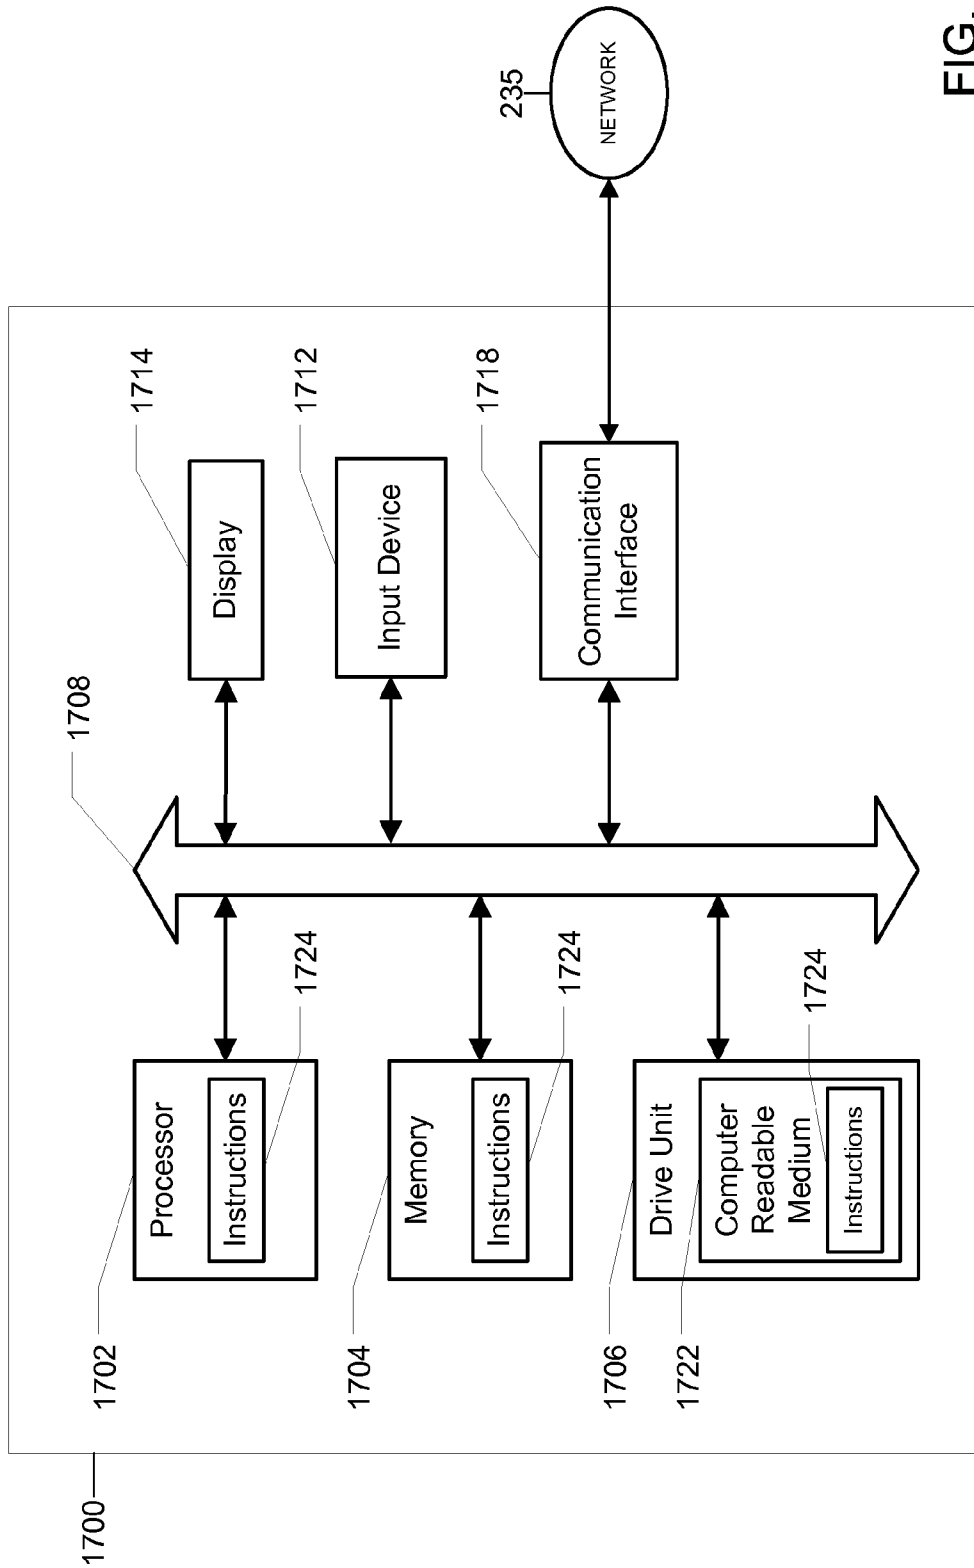 1700
1702
Processor
Instructions
1724
1704
Memory
Instructions
1724
1706
1722
Drive Unit
Computer
Readable
Medium
Instructions
1724
1708
Display
1714
Input Device
1712
Communication
Interface
1718
235
NETWORK
FIG.